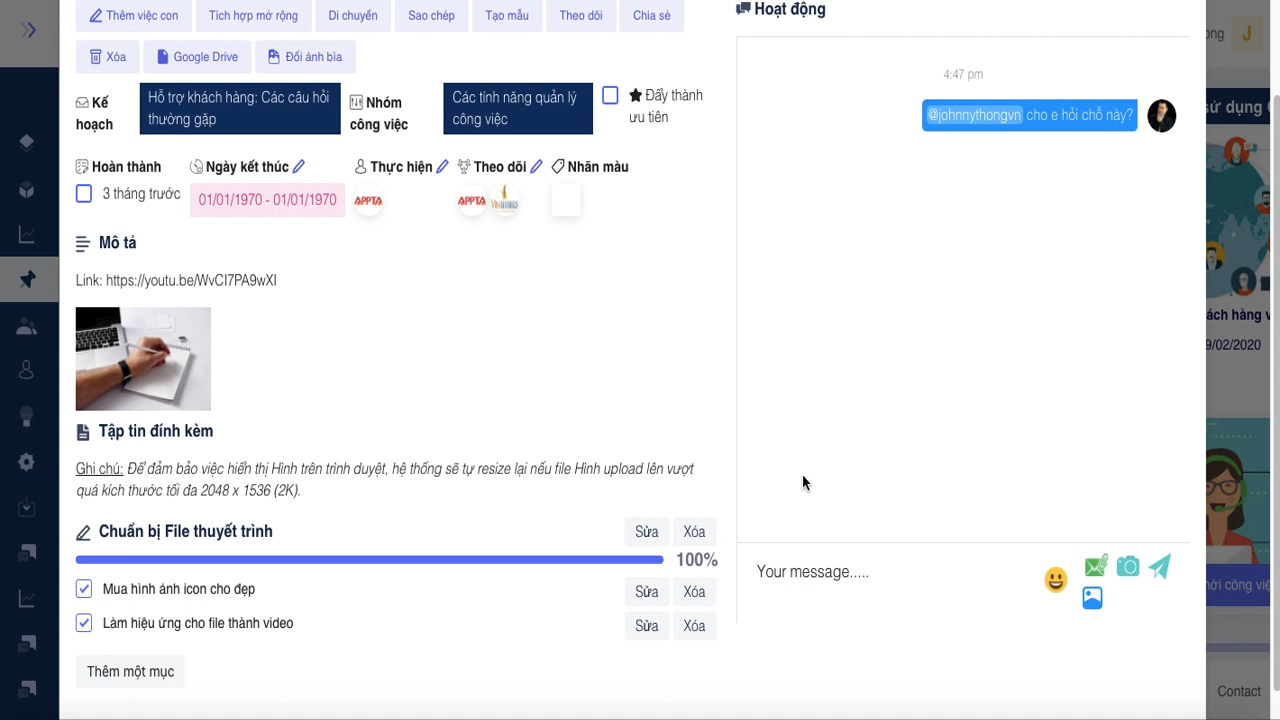 Thêm việc con
Tích hợp mở rộng
Di chuyển
Sao chép
Tạo mẫu
Theo dõi
Chia sẻ
Xóa
Google Drive
Đổi ảnh bìa
Kế hoạch
Hỗ trợ khách hàng: Các câu hỏi
thường gặp
Nhóm
công việc
Các tính năng quản lý
công việc
Đẩy thành
ưu tiên
Hoàn thành
3 tháng trước
Ngày kết thúc
01/01/1970 - 01/01/1970
Thực hiện
APPTA
Theo dõi
APPTA
Nhãn màu
Mô tả
Link: https://youtu.be/WvCI7PA9wXI
Tập tin đính kèm
Ghi chú: Để đảm bảo việc hiển thị Hình trên trình duyệt, hệ thống sẽ tự resize lại nếu file Hình upload lên vượt
quá kích thước tối đa 2048 x 1536 (2K).
Chuẩn bị File thuyết trình
Sửa
Xóa
100%
Mua hình ảnh icon cho đẹp
Sửa
Xóa
Làm hiệu ứng cho file thành video
Sửa
Xóa
Thêm một mục
Hoạt động
4:47 pm
@johnnythongvn cho e hỏi chỗ này?
Your message.....
J
sử dụng
9/02/2020
Contact